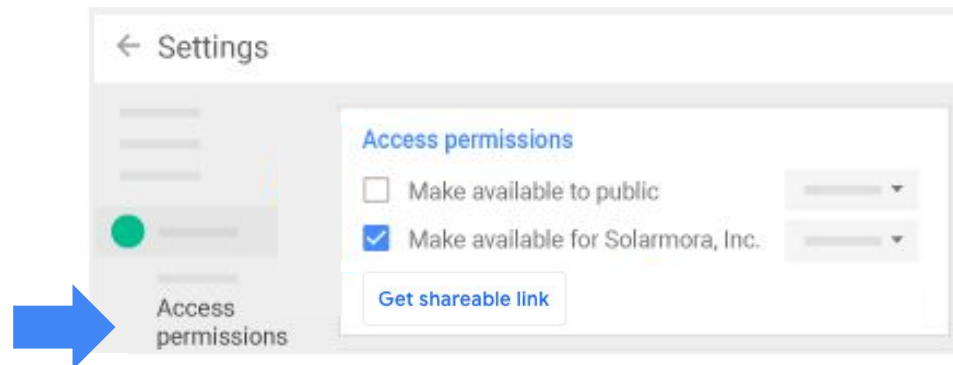 Settings
Access permissions
Make available to public
Make available for Solarmora, Inc.
Get shareable link
Access
permissions